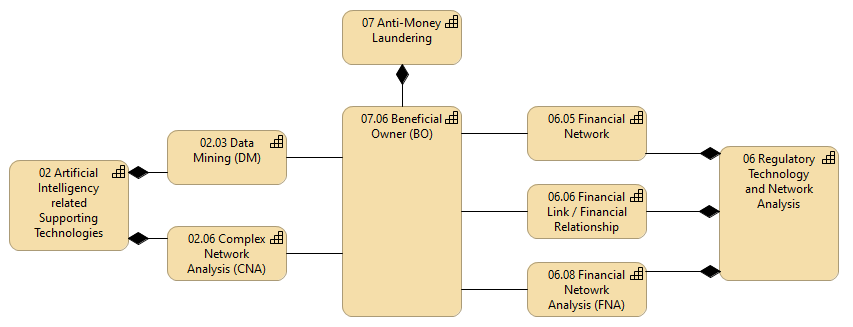 07 Anti-Money
Laundering
07.06 Beneficial
Owner (BO)
02.03 Data
Mining (DM)
02 Artificial
Intelligency
related
Supporting
Technologies
02.06 Complex
Network
Analysis (CNA)
06.05 Financial
Network
06.06 Financial
Link / Financial
Relationship
06.08 Financial
Netowrk
Analysis (FNA)
06 Regulatory
Technology
and Network
Analysis